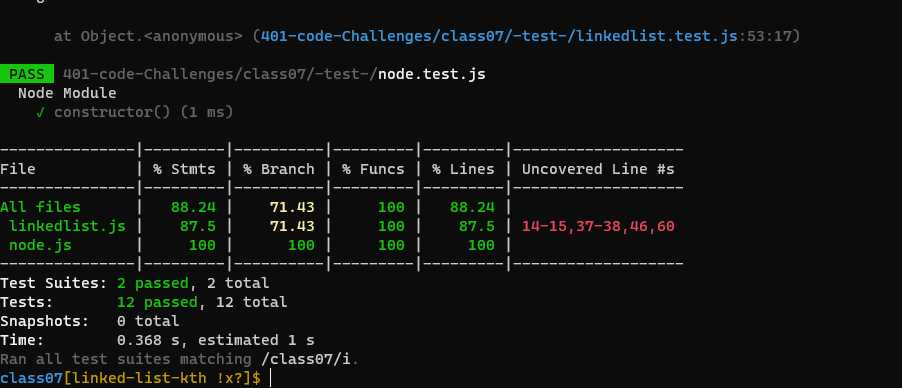 at Object.<anonymous> (401-code-Challenges/class07/-test-/linkedlist.test.js:53:17)
PASS 401-code-Challenges/class07/-test-/node.test.js
Node Module
√ constructor() (1 ms)
---------------|---------|----------|---------|---------|-------------------
File           | % Stmts | % Branch | % Funcs | % Lines | Uncovered Line #s
---------------|---------|----------|---------|---------|-------------------
All files      |   88.24 |    71.43 |     100 |   88.24 |
 linkedlist.js |    87.5 |    71.43 |     100 |    87.5 | 14-15,37-38,46,60
 node.js       |     100 |      100 |     100 |     100 |
---------------|---------|----------|---------|---------|-------------------
Test Suites: 2 passed, 2 total
Tests:       12 passed, 12 total
Snapshots:   0 total
Time:        0.368 s, estimated 1 s
Ran all test suites matching /class07/i.
class07[linked-list-kth !x?]$